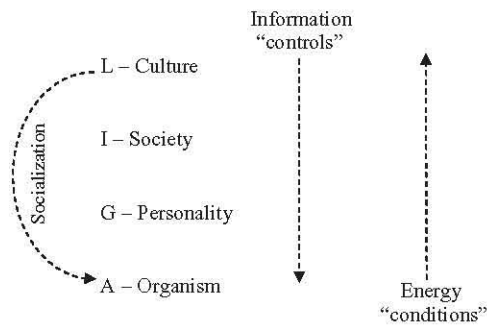 Information
“controls”
L – Culture
I – Society
Socialization
G – Personality
A – Organism
Energy
“conditions”